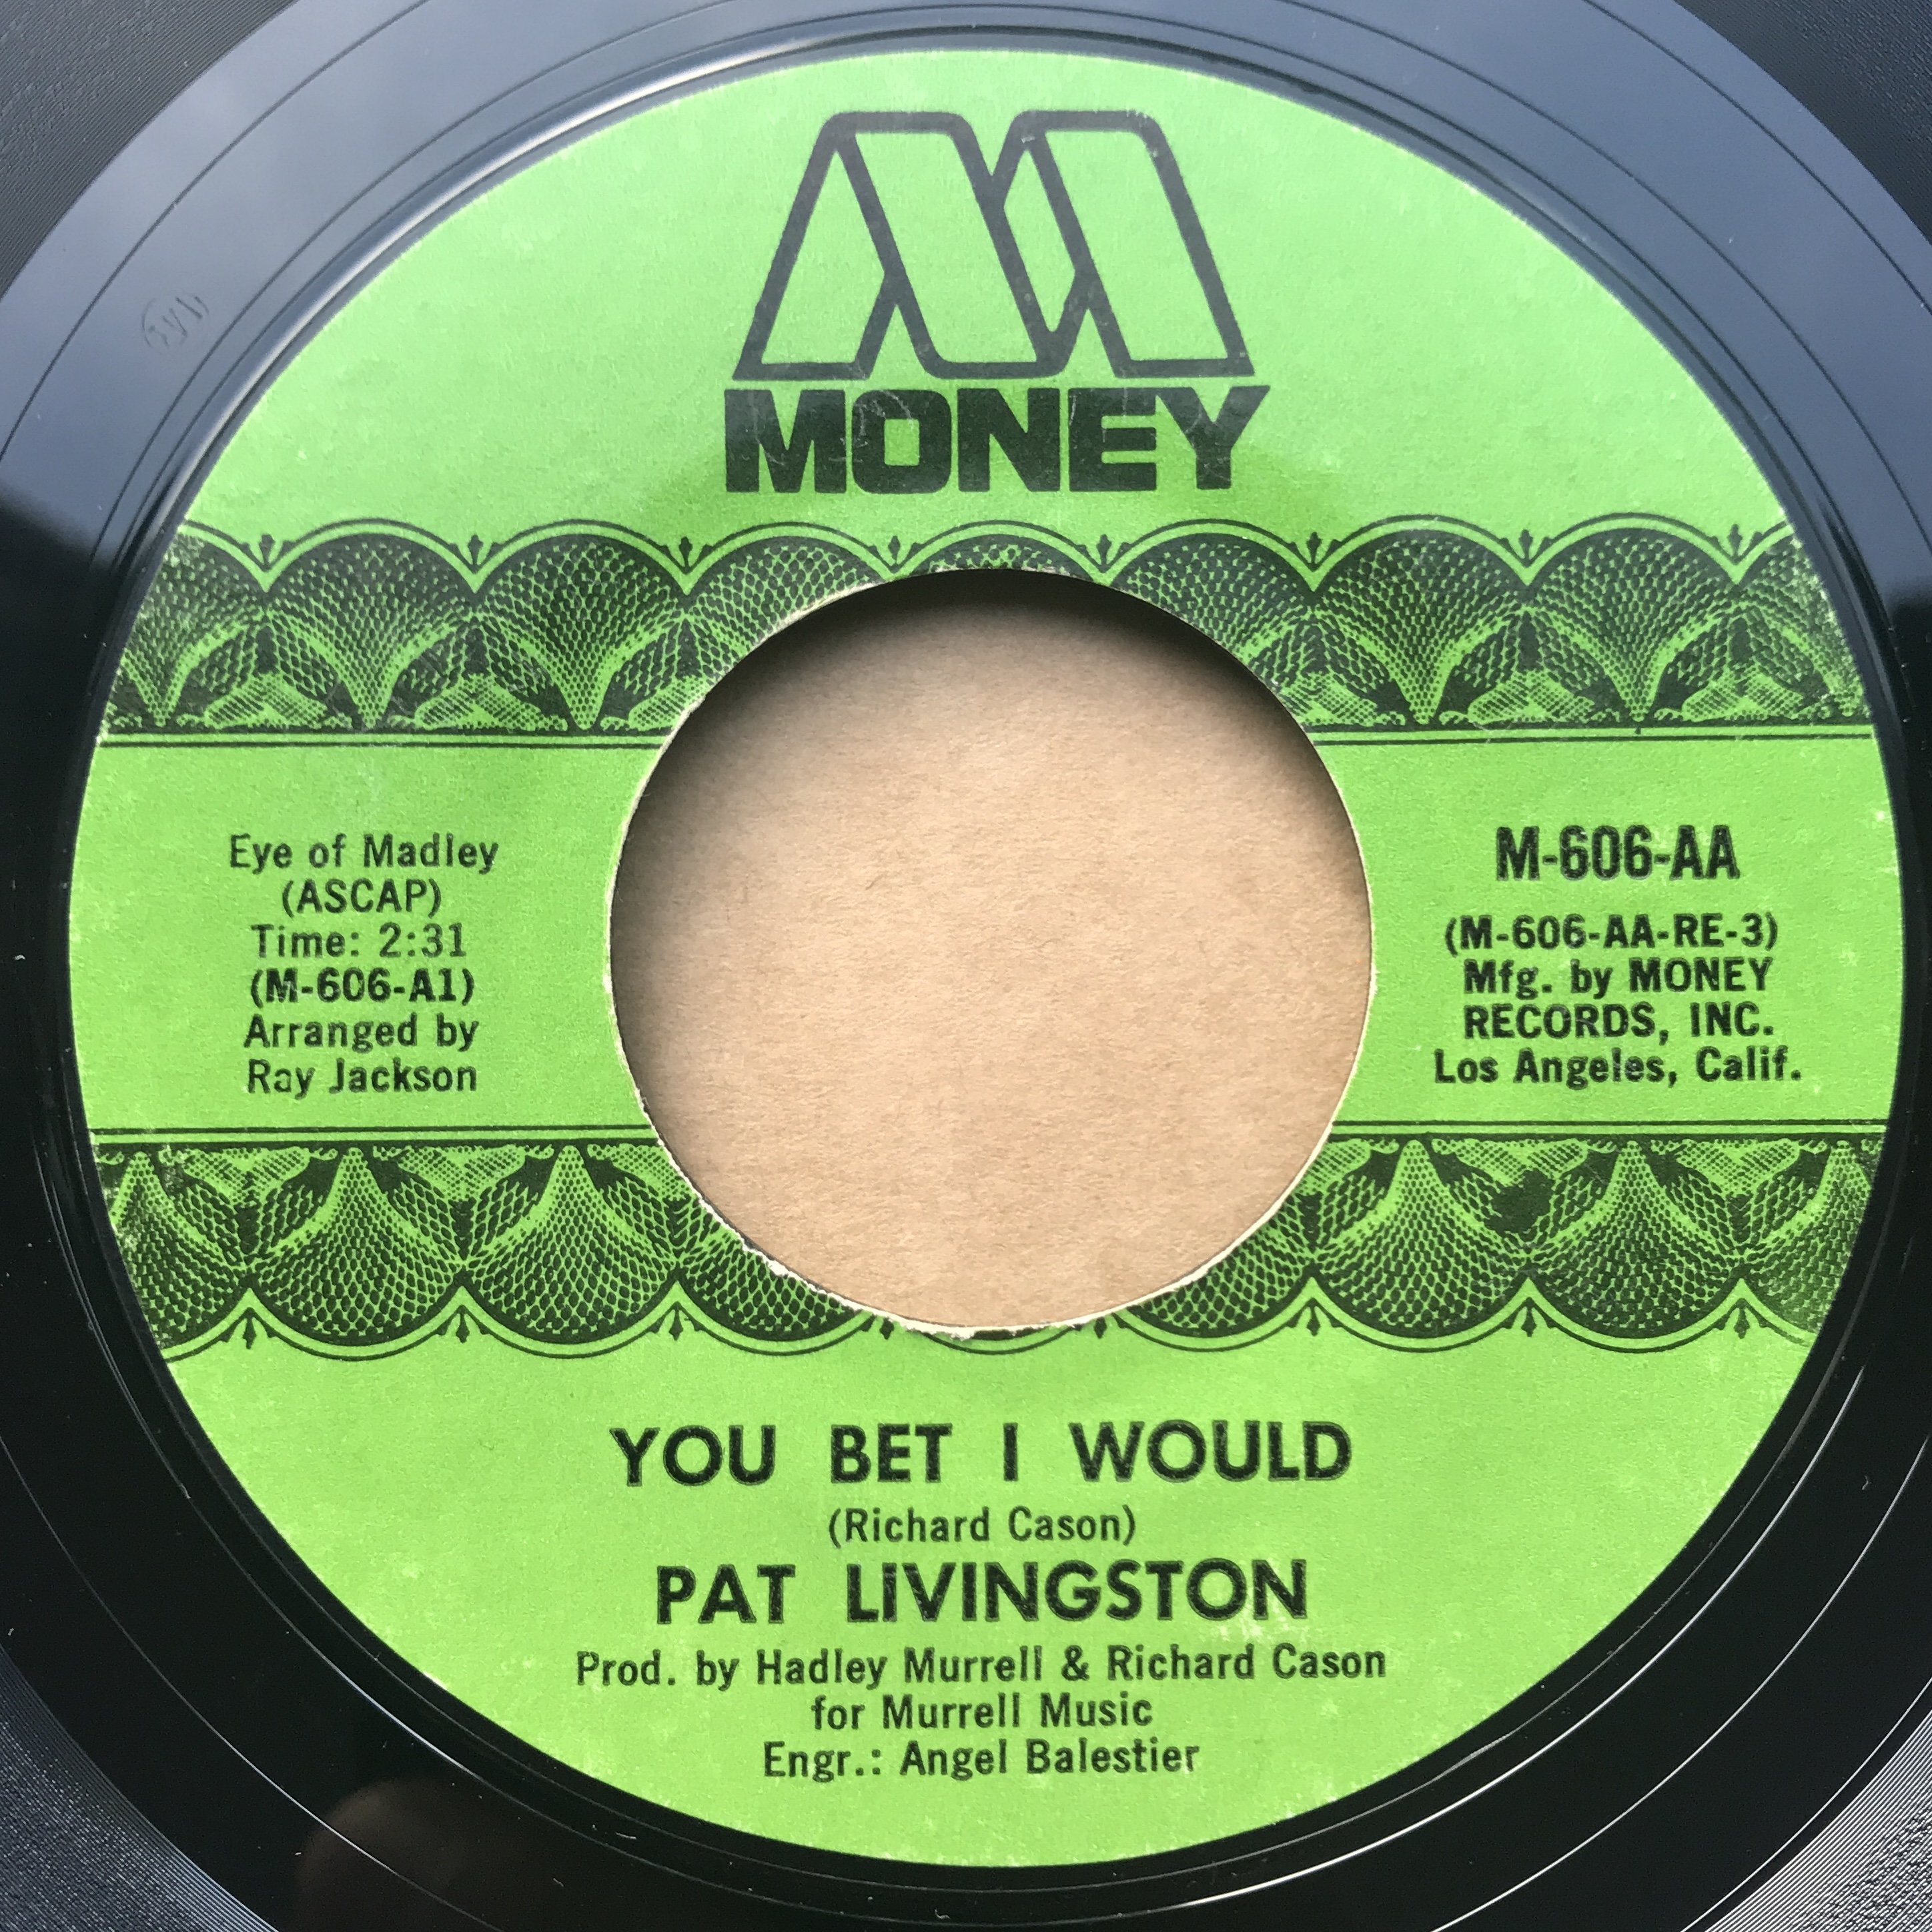 MONEY
Eye of Madley
(ASCAP)
Time: 2:31
(M-606-A1)
Arranged by
Ray Jackson
M-606-AA
(M-606-AA-RE-3)
Mfg. by MONEY
RECORDS, INC.
Los Angeles, Calif.
YOU BET I WOULD
(Richard Cason)
PAT LIVINGSTON
Prod. by Hadley Murrell & Richard Cason
for Murrell Music
Engr.: Angel Balestier